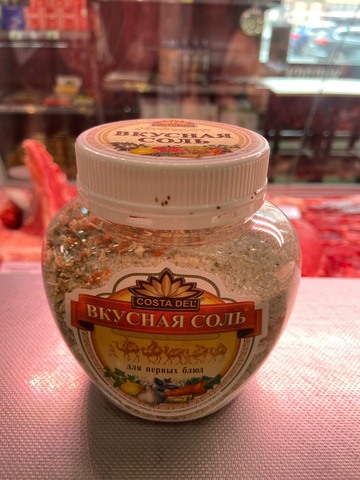 ВКУСНАЯ
СОЛЬ
COSTA DEL
ВКУСНАЯ СОЛЬ
для первых блюд